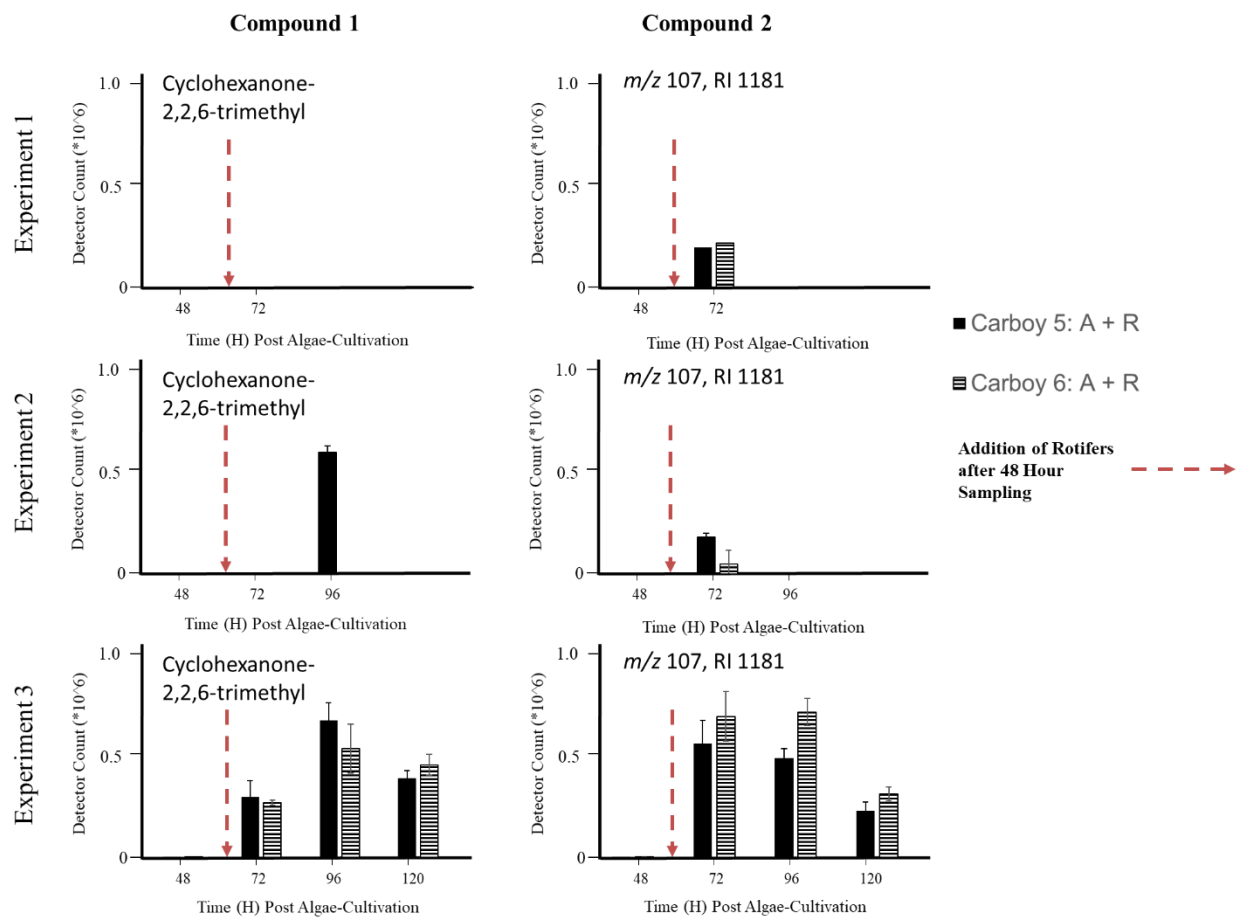 Compound 1
Compound 2
Experiment 1
Detector Count (*10^6)
1.0
0.5
0
Cyclohexanone-
2,2,6-trimethyl
48
72
Time (H) Post Algae-Cultivation
Detector Count (*10^6)
1.0
0.5
0
m/z 107, RI 1181
48
72
Time (H) Post Algae-Cultivation
Carboy 5: A + R
Carboy 6: A + R
Addition of Rotifers
after 48 Hour
Sampling
Experiment 2
Detector Count (*10^6)
1.0
0.5
0
Cyclohexanone-
2,2,6-trimethyl
48
72
96
Time (H) Post Algae-Cultivation
Detector Count (*10^6)
1.0
0.5
0
m/z 107, RI 1181
48
72
96
Time (H) Post Algae-Cultivation
Experiment 3
Detector Count (*10^6)
1.0
0.5
0
Cyclohexanone-
2,2,6-trimethyl
48
72
96
120
Time (H) Post Algae-Cultivation
Detector Count (*10^6)
1.0
0.5
0
m/z 107, RI 1181
48
72
96
120
Time (H) Post Algae-Cultivation